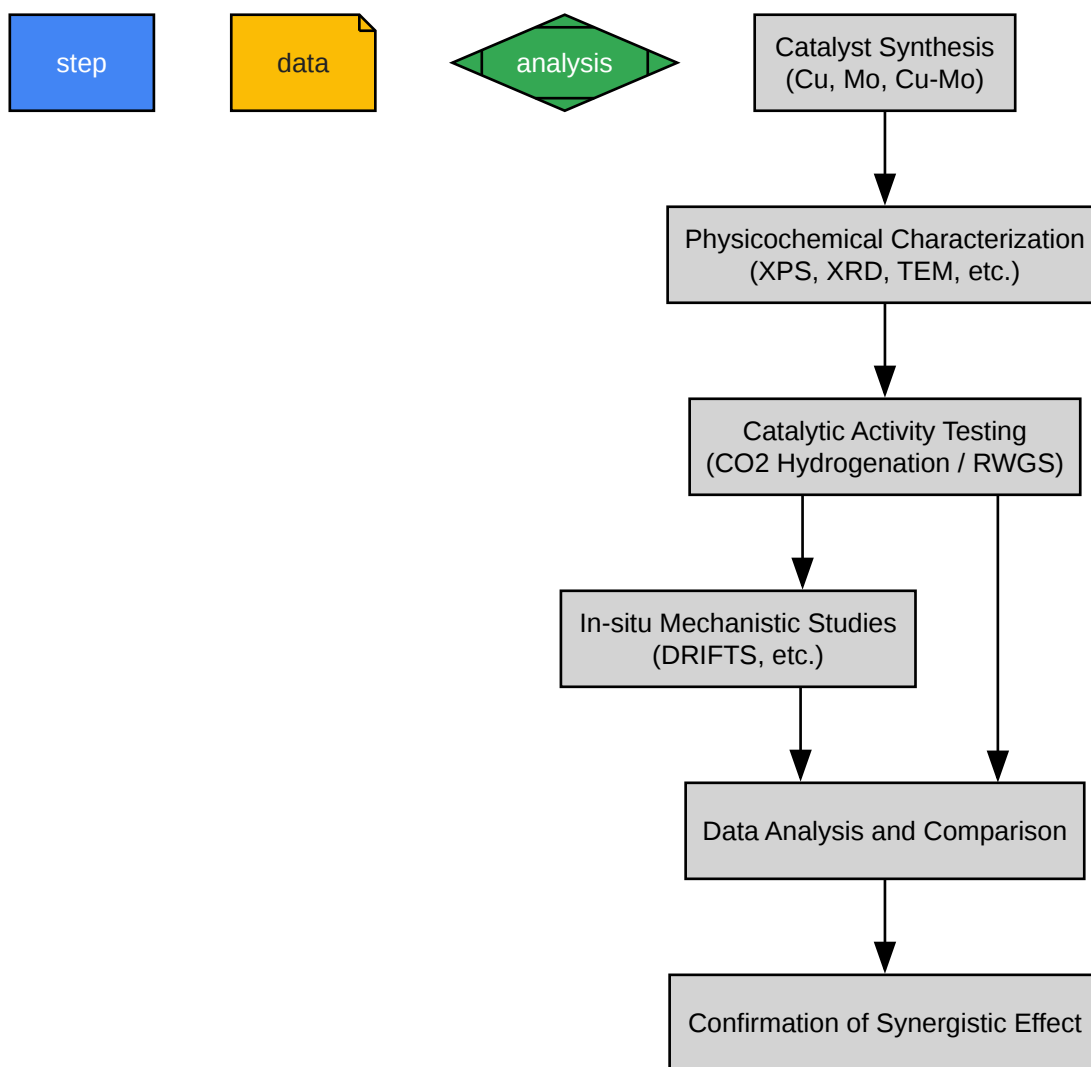 step
data
analysis
Catalyst Synthesis
(Cu, Mo, Cu-Mo)
Physicochemical Characterization
(XPS, XRD, TEM, etc.)
Catalytic Activity Testing
(CO2 Hydrogenation / RWGS)
In-situ Mechanistic Studies
(DRIFTS, etc.)
Data Analysis and Comparison
Confirmation of Synergistic Effect